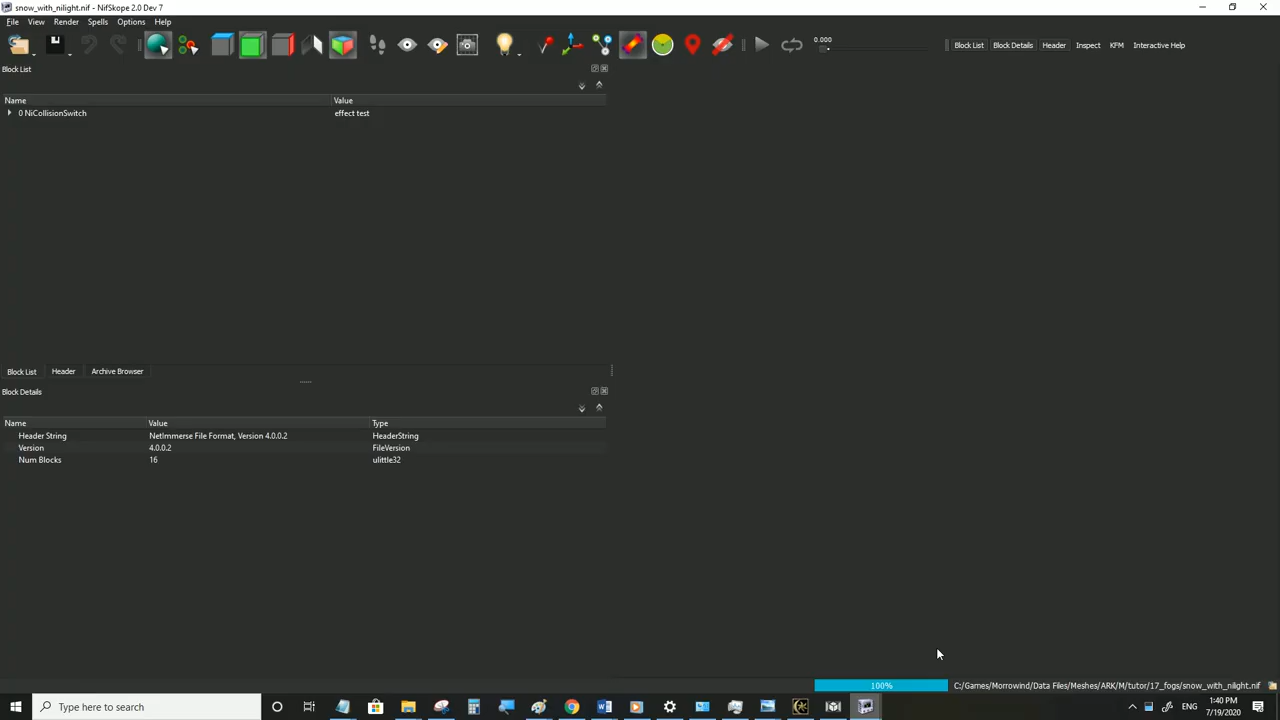 snow_with_nilight.nif - NifSkope 2.0 Dev 7
File View Render Spells Options Help
0.000
Block List Block Details Header Inspect KFM Interactive Help
Block List
Name Value
0 NiCollisionSwitch effect test
Block List Header Archive Browser
Block Details
Name Value Type
Header String NetImmerse File Format, Version 4.0.0.2 HeaderString
Version 4.0.0.2 FileVersion
Num Blocks 16 ulittle32
100% C:/Games/Morrowind/Data Files/Meshes/ARK/M/tutor/17_fogs/snow_with_nilight.nif
Type here to search
ENG
1:40 PM
7/19/2020